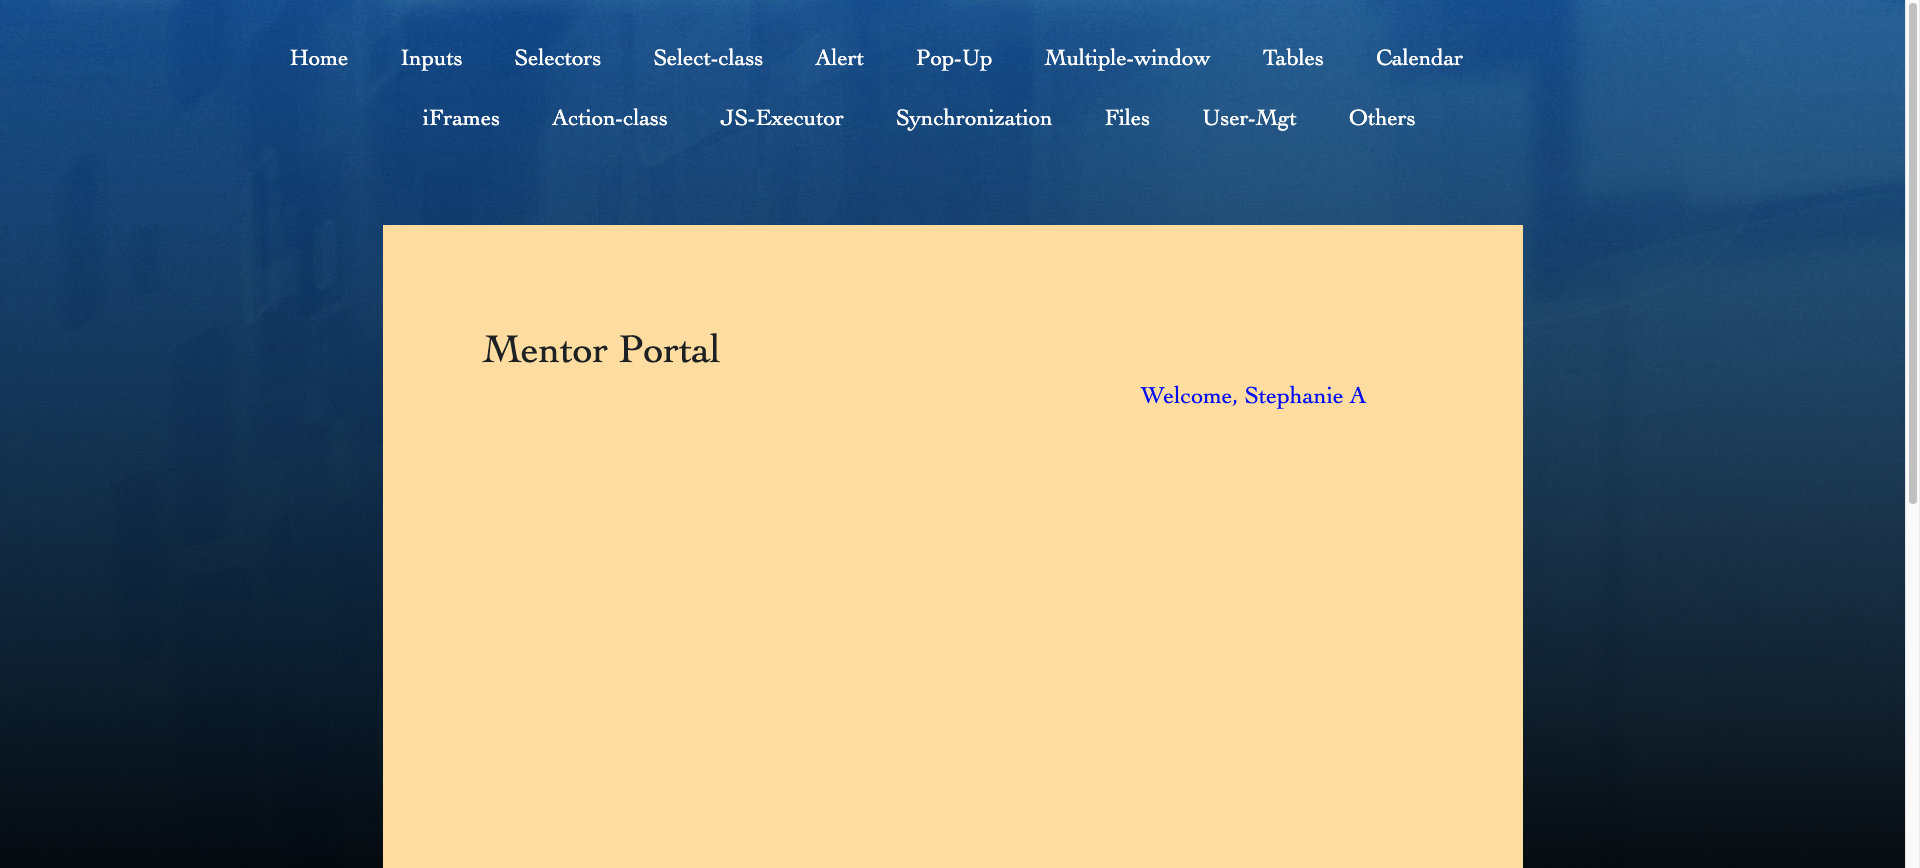 Home Inputs Selectors Select-class Alert Pop-Up Multiple-window Tables Calendar
iFrames Action-class JS-Executor Synchronization Files User-Mgt Others
Mentor Portal
Welcome, Stephanie A